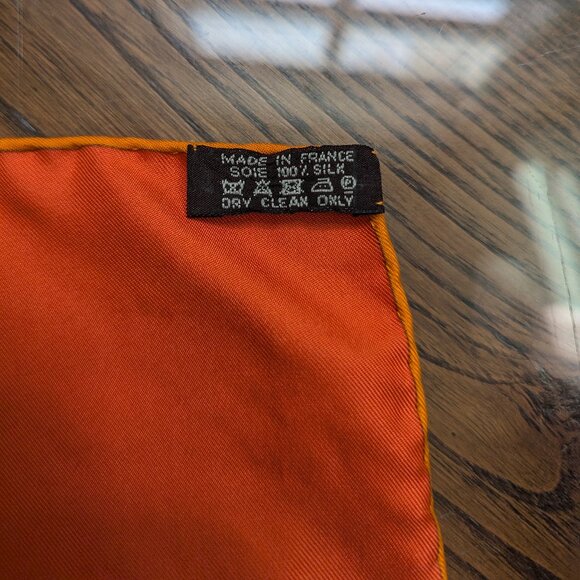 MADE IN FRANCE
SOIE 100% SILK
DRY CLEAN ONLY